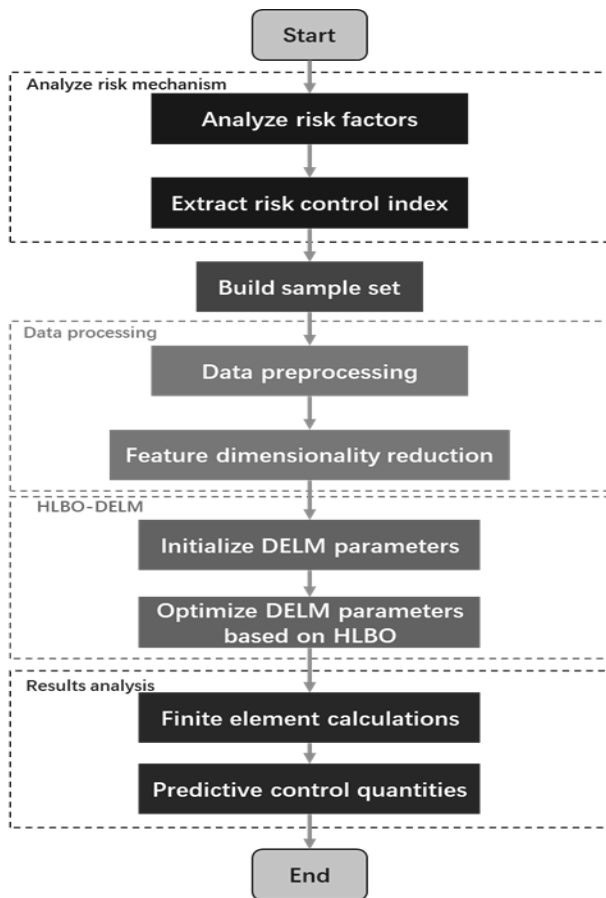 Start
Analyze risk mechanism
Analyze risk factors
Extract risk control index
Build sample set
Data processing
Data preprocessing
Feature dimensionality reduction
HLBO-DELM
Initialize DELM parameters
Optimize DELM parameters
based on HLBO
Results analysis
Finite element calculations
Predictive control quantities
End